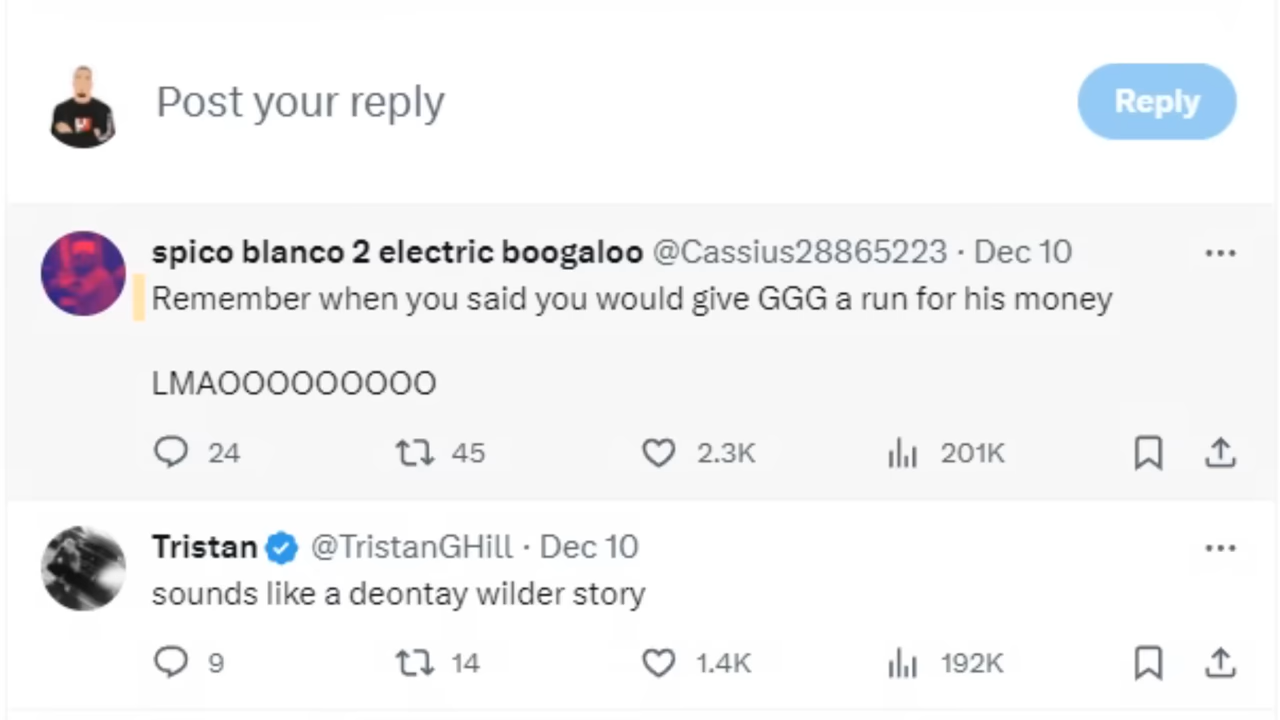 Post your reply
Reply
spico blanco 2 electric boogaloo @Cassius28865223 · Dec 10
Remember when you said you would give GGG a run for his money
LMAOOOOOOOOO
24 45 2.3K 201K
Tristan @TristanGHill · Dec 10
sounds like a deontay wilder story
9 14 1.4K 192K